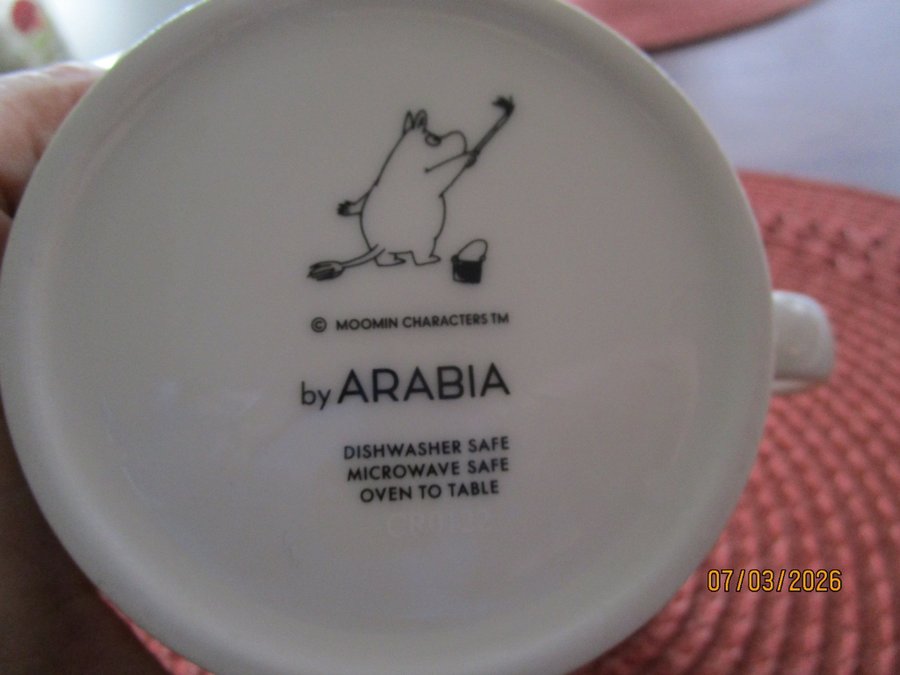 © MOOMIN CHARACTERS TM
by ARABIA
DISHWASHER SAFE
MICROWAVE SAFE
OVEN TO TABLE
07/03/2026